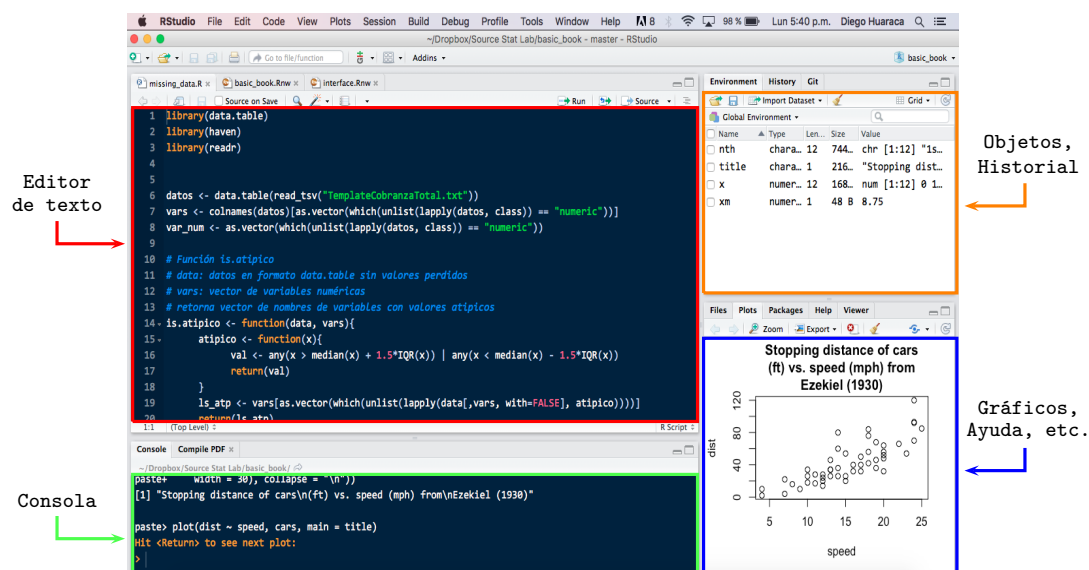 RStudio File Edit Code View Plots Session Build Debug Profile Tools Window Help 8 98 % Lun 5:40 p.m. Diego Huaraca
~/Dropbox/Source Stat Lab/basic_book - master - RStudio
Go to file/function Addins basic_book
missing_data.R basic_book.Rnw interface.Rnw
Source on Save Run Source
1 library(data.table)
2 library(haven)
3 library(readr)
4
5
6 datos <- data.table(read_tsv("TemplateCobranzaTotal.txt"))
7 vars <- colnames(datos)[as.vector(which(unlist(lapply(datos, class)) == "numeric"))]
8 var_num <- as.vector(which(unlist(lapply(datos, class)) == "numeric"))
9
10 # Función is.atipico
11 # data: datos en formato data.table sin valores perdidos
12 # vars: vector de variables numéricas
13 # retorna vector de nombres de variables con valores atipicos
14 is.atipico <- function(data, vars){
15 atipico <- function(x){
16 val <- any(x > median(x) + 1.5*IQR(x)) | any(x < median(x) - 1.5*IQR(x))
17 return(val)
18 }
19 ls_atp <- vars[as.vector(which(unlist(lapply(data[,vars, with=FALSE], atipico))))]
20 return(ls_atp)
1:1 (Top Level) R Script
Editor
de texto
Console Compile PDF
~/Dropbox/Source Stat Lab/basic_book/
paste+ width = 30), collapse = "\n"))
[1] "Stopping distance of cars\n(ft) vs. speed (mph) from\nEzekiel (1930)"
paste> plot(dist ~ speed, cars, main = title)
Hit <Return> to see next plot:
>
Consola
Environment History Git
Import Dataset Grid
Global Environment
Name Type Len... Size Value
nth chara… 12 744… chr [1:12] "1s…
title chara… 1 216… "Stopping dist…
x numer… 12 168… num [1:12] 0 1…
xm numer… 1 48 B 8.75
Objetos,
Historial
Files Plots Packages Help Viewer
Zoom Export
Stopping distance of cars
(ft) vs. speed (mph) from
Ezekiel (1930)
dist
120
80
40
0
5 10 15 20 25
speed
Gráficos,
Ayuda, etc.